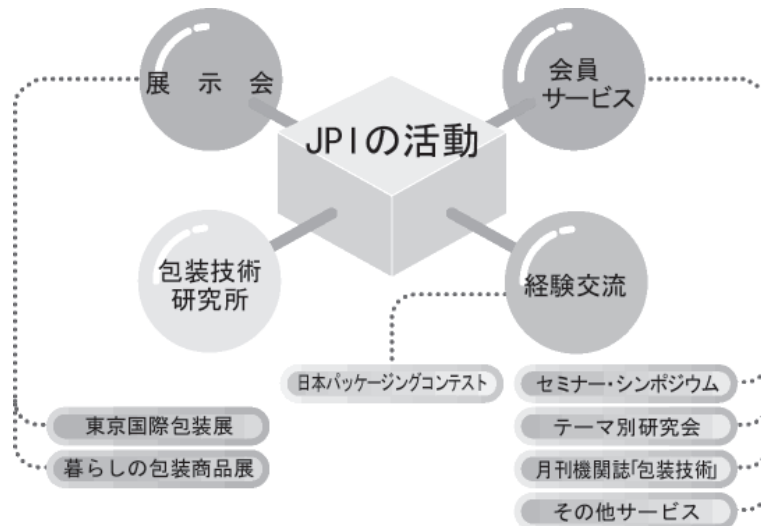 展示会
会員
サービス
JPIの活動
包装技術
研究所
経験交流
日本パッケージングコンテスト
セミナー・シンポジウム
東京国際包装展
テーマ別研究会
暮らしの包装商品展
月刊機関誌「包装技術」
その他サービス